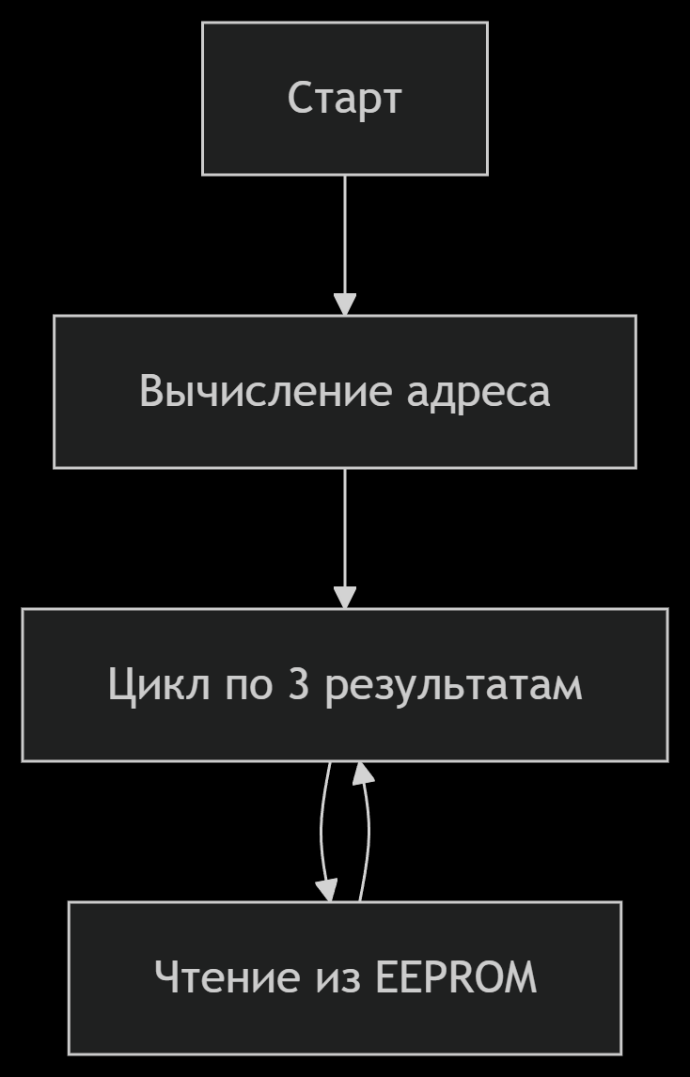 Старт
Вычисление адреса
Цикл по 3 результатам
Чтение из EEPROM